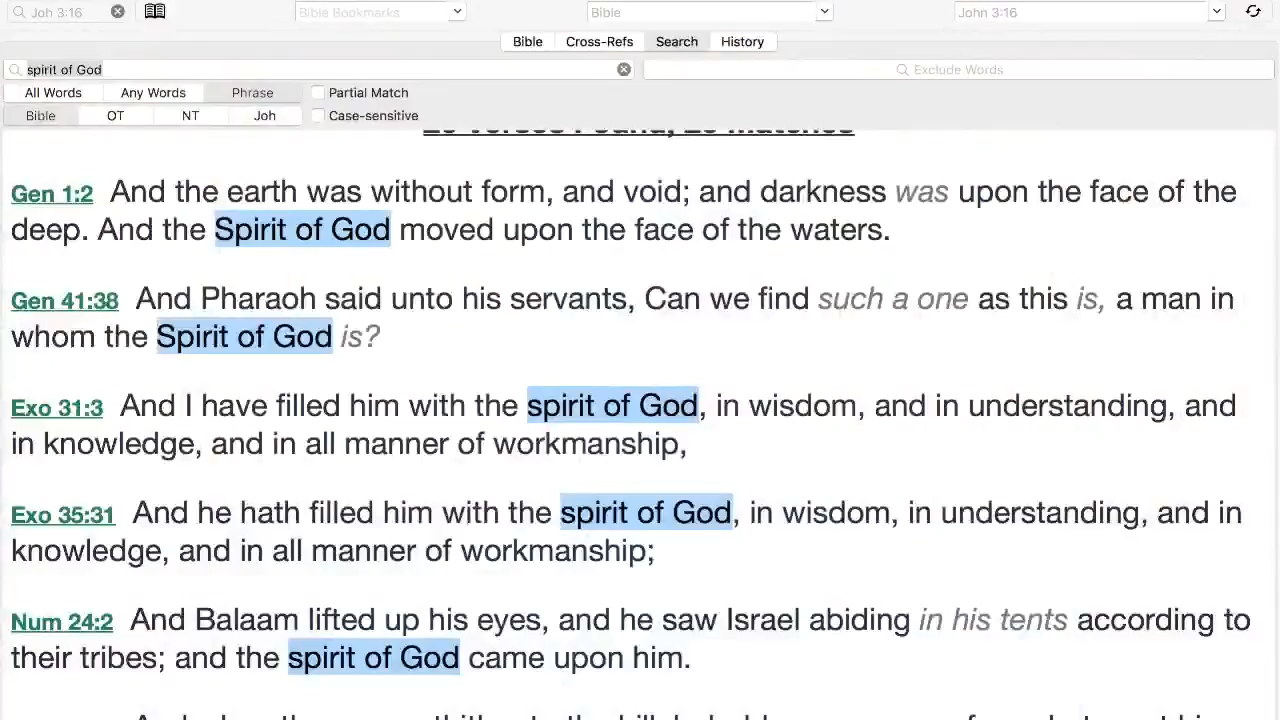 Joh 3:16 Bible Bookmarks Bible John 3:16
Bible Cross-Refs Search History
spirit of God Exclude Words
All Words Any Words Phrase Partial Match
Bible OT NT Joh Case-sensitive
Gen 1:2 And the earth was without form, and void; and darkness was upon the face of the
deep. And the Spirit of God moved upon the face of the waters.
Gen 41:38 And Pharaoh said unto his servants, Can we find such a one as this is, a man in
whom the Spirit of God is?
Exo 31:3 And I have filled him with the spirit of God, in wisdom, and in understanding, and
in knowledge, and in all manner of workmanship,
Exo 35:31 And he hath filled him with the spirit of God, in wisdom, in understanding, and in
knowledge, and in all manner of workmanship;
Num 24:2 And Balaam lifted up his eyes, and he saw Israel abiding in his tents according to
their tribes; and the spirit of God came upon him.